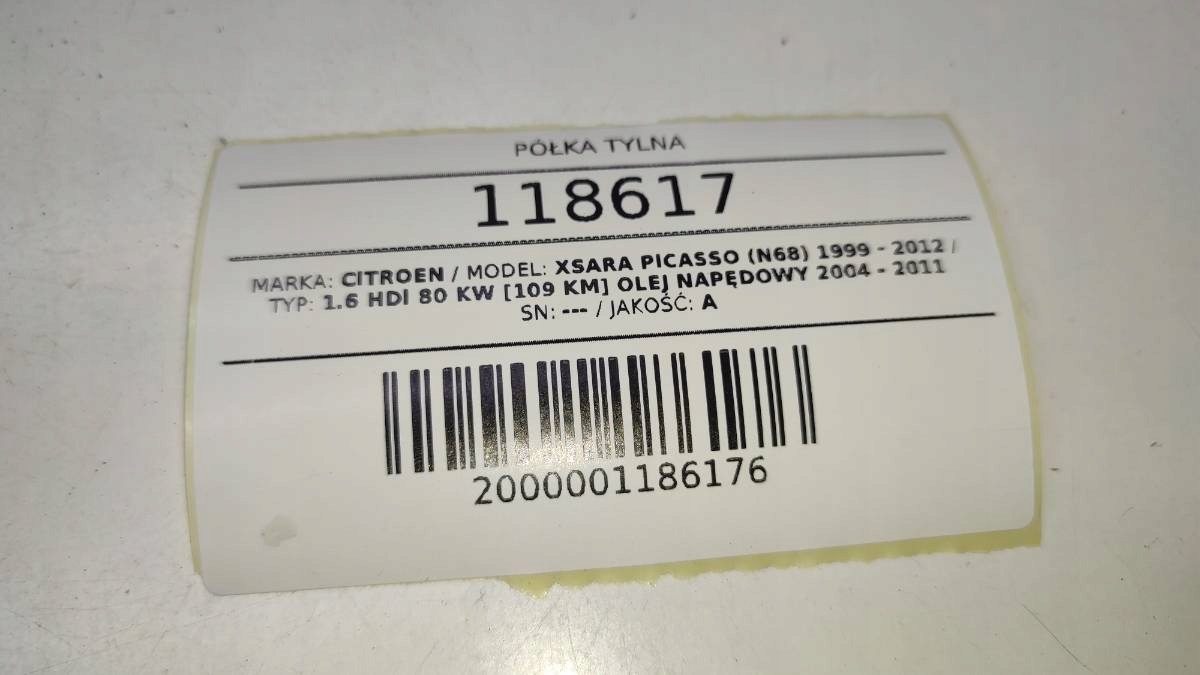 PÓŁKA TYLNA
118617
MARKA: CITROEN / MODEL: XSARA PICASSO (N68) 1999 - 2012 /
TYP: 1.6 HDI 80 KW [109 KM] OLEJ NAPĘDOWY 2004 - 2011
SN: --- / JAKOŚĆ: A
2000001186176